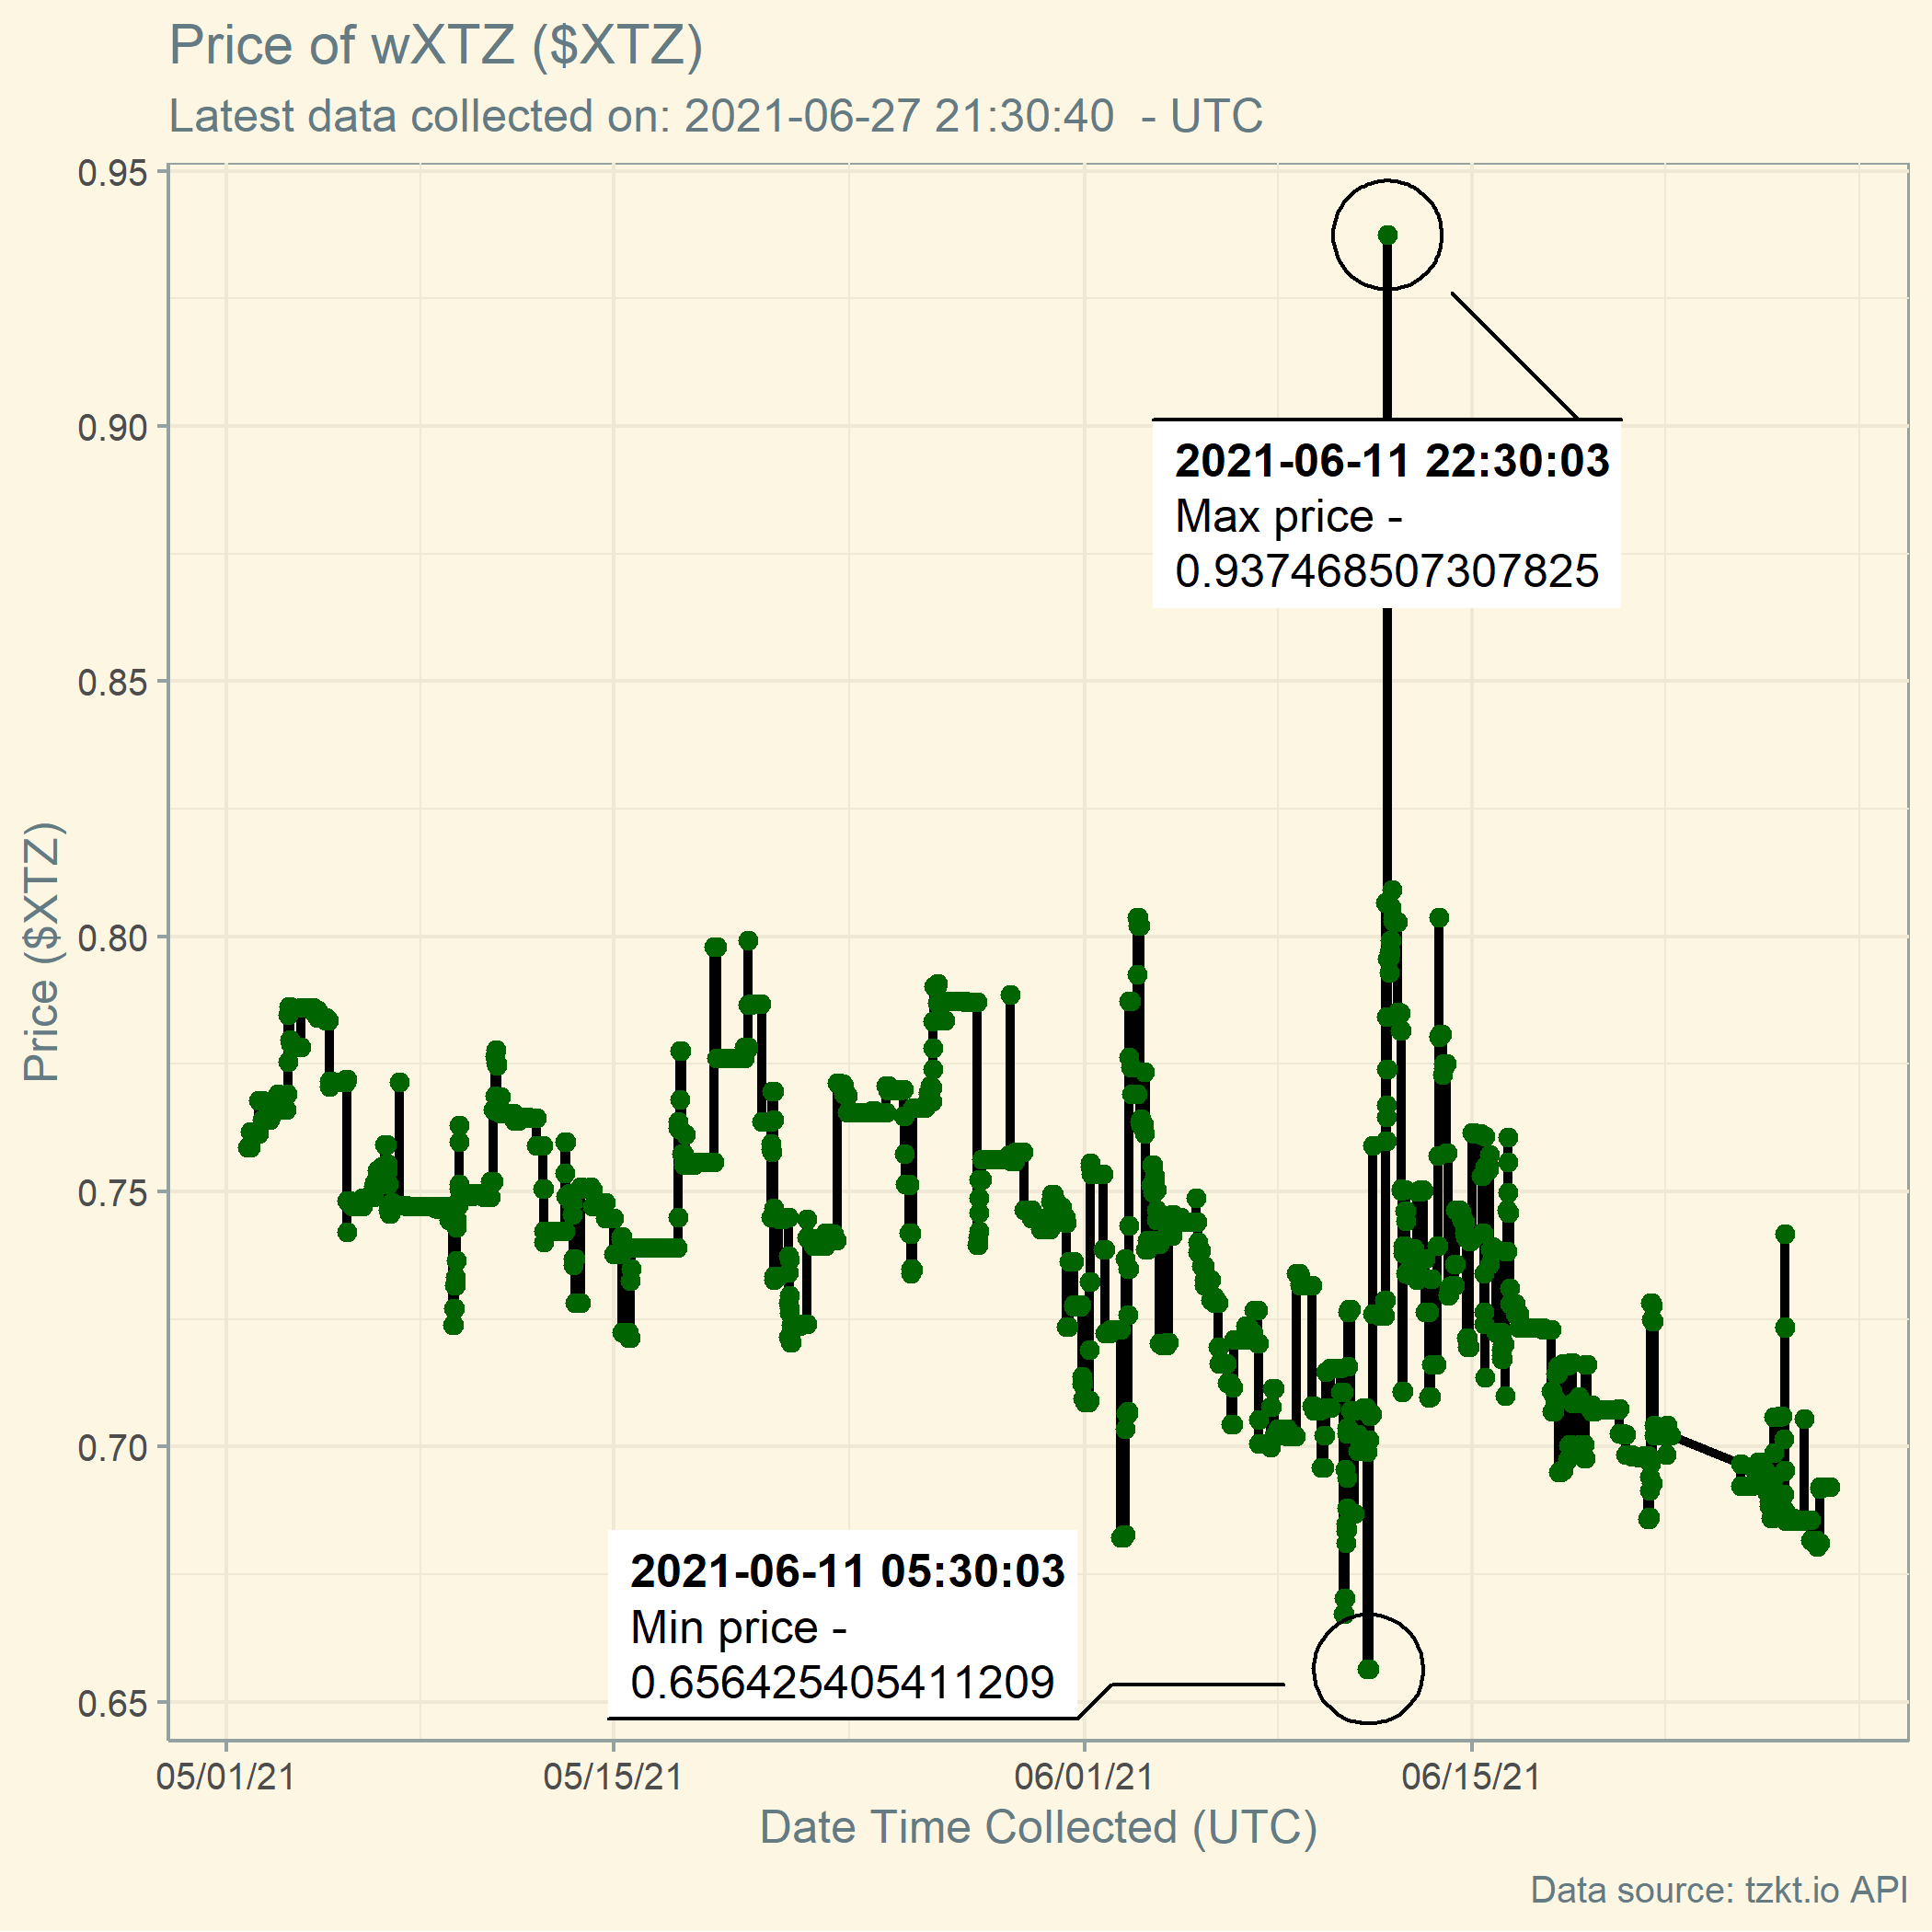 Price of wXTZ ($XTZ)
Latest data collected on: 2021-06-27 21:30:40  - UTC
0.95
0.90
0.85
0.80
0.75
0.70
0.65
Price ($XTZ)
2021-06-11 22:30:03
Max price -
0.937468507307825
2021-06-11 05:30:03
Min price -
0.656425405411209
05/01/21
05/15/21
06/01/21
06/15/21
Date Time Collected (UTC)
Data source: tzkt.io API